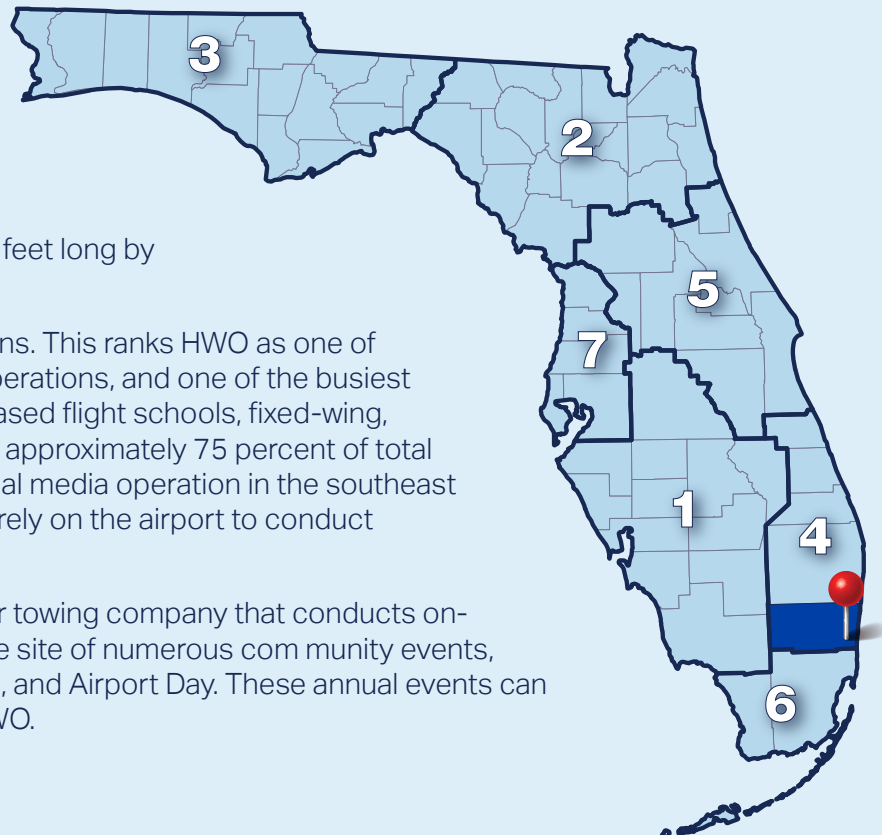 3
2
feet long by
5
ns. This ranks HWO as one of
7
perations, and one of the busiest
ased flight schools, fixed-wing,
approximately 75 percent of total
al media operation in the southeast
1
rely on the airport to conduct
4
r towing company that conducts on-
e site of numerous com munity events,
, and Airport Day. These annual events can
6
WO.